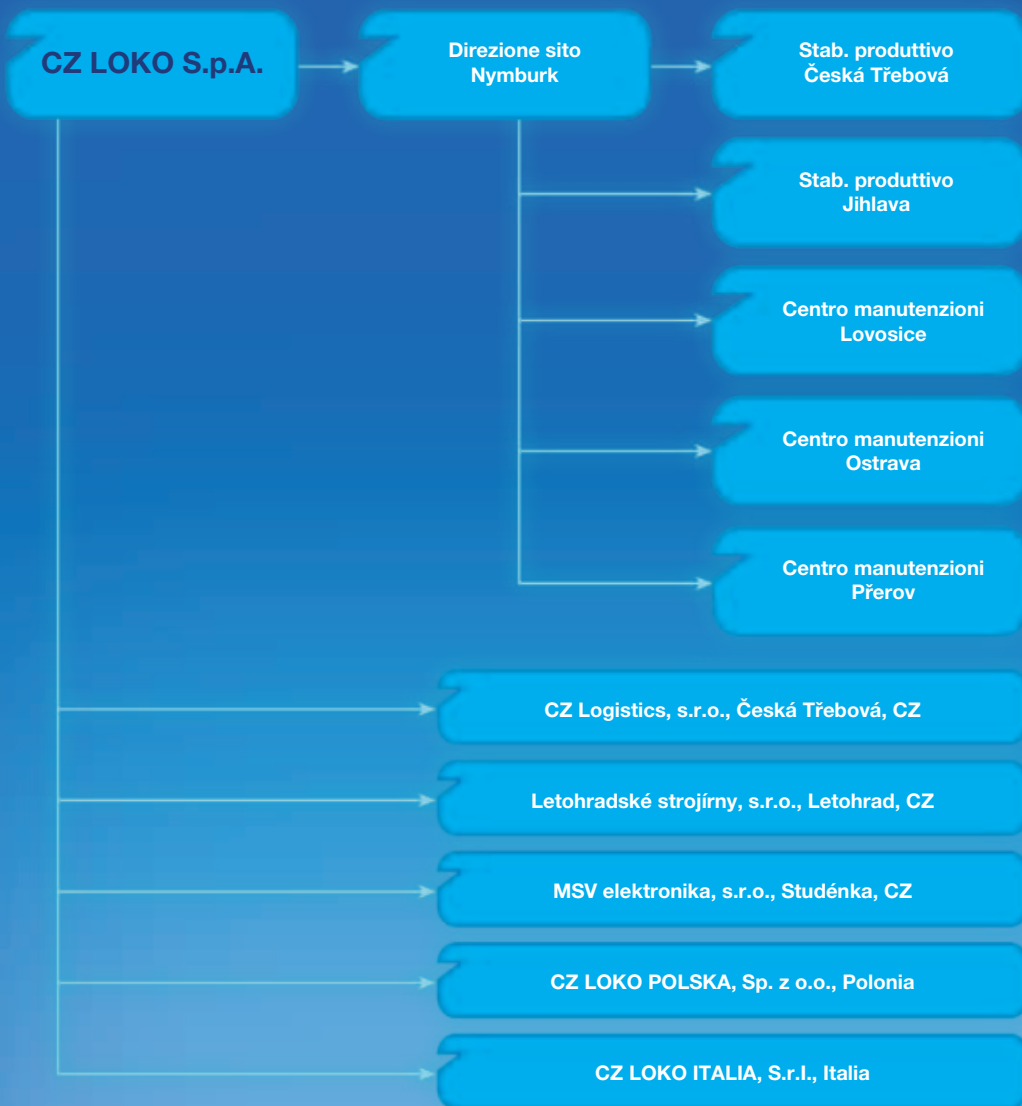 CZ LOKO S.p.A.
Direzione sito
Nymburk
Stab. produttivo
Česká Třebová
Stab. produttivo
Jihlava
Centro manutenzioni
Lovosice
Centro manutenzioni
Ostrava
Centro manutenzioni
Přerov
CZ Logistics, s.r.o., Česká Třebová, CZ
Letohradské strojírny, s.r.o., Letohrad, CZ
MSV elektronika, s.r.o., Studénka, CZ
CZ LOKO POLSKA, Sp. z o.o., Polonia
CZ LOKO ITALIA, S.r.l., Italia